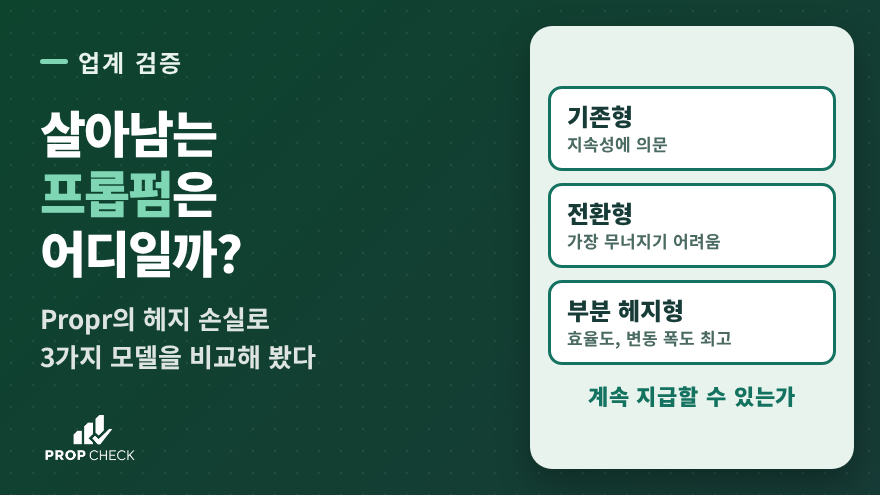 업계 검증
살아남는
프롭펌은
어디일까?
Propr의 헤지 손실로
3가지 모델을 비교해 봤다
PROP CHECK
기존형
지속성에 의문
전환형
가장 무너지기 어려움
부분 헤지형
효율도, 변동 폭도 최고
계속 지급할 수 있는가